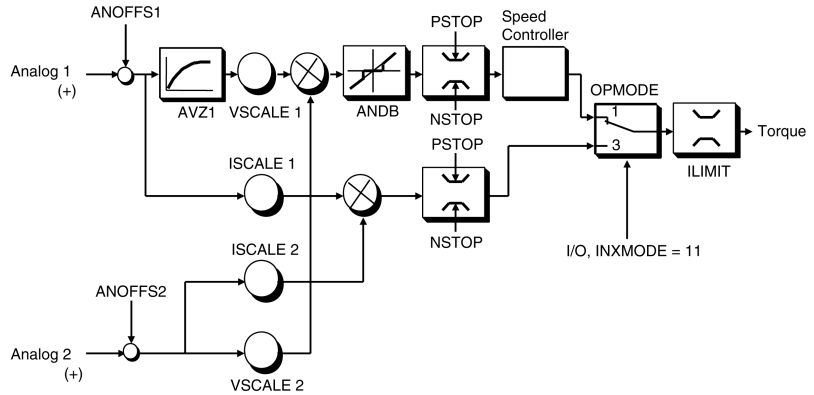 ANOFFS1
Analog 1
(+)
AVZ1
VSCALE 1
ANDB
PSTOP
NSTOP
Speed
Controller
OPMODE
1
3
ILIMIT
Torque
ISCALE 1
PSTOP
NSTOP
I/O, INXMODE = 11
ISCALE 2
ANOFFS2
Analog 2
(+)
VSCALE 2